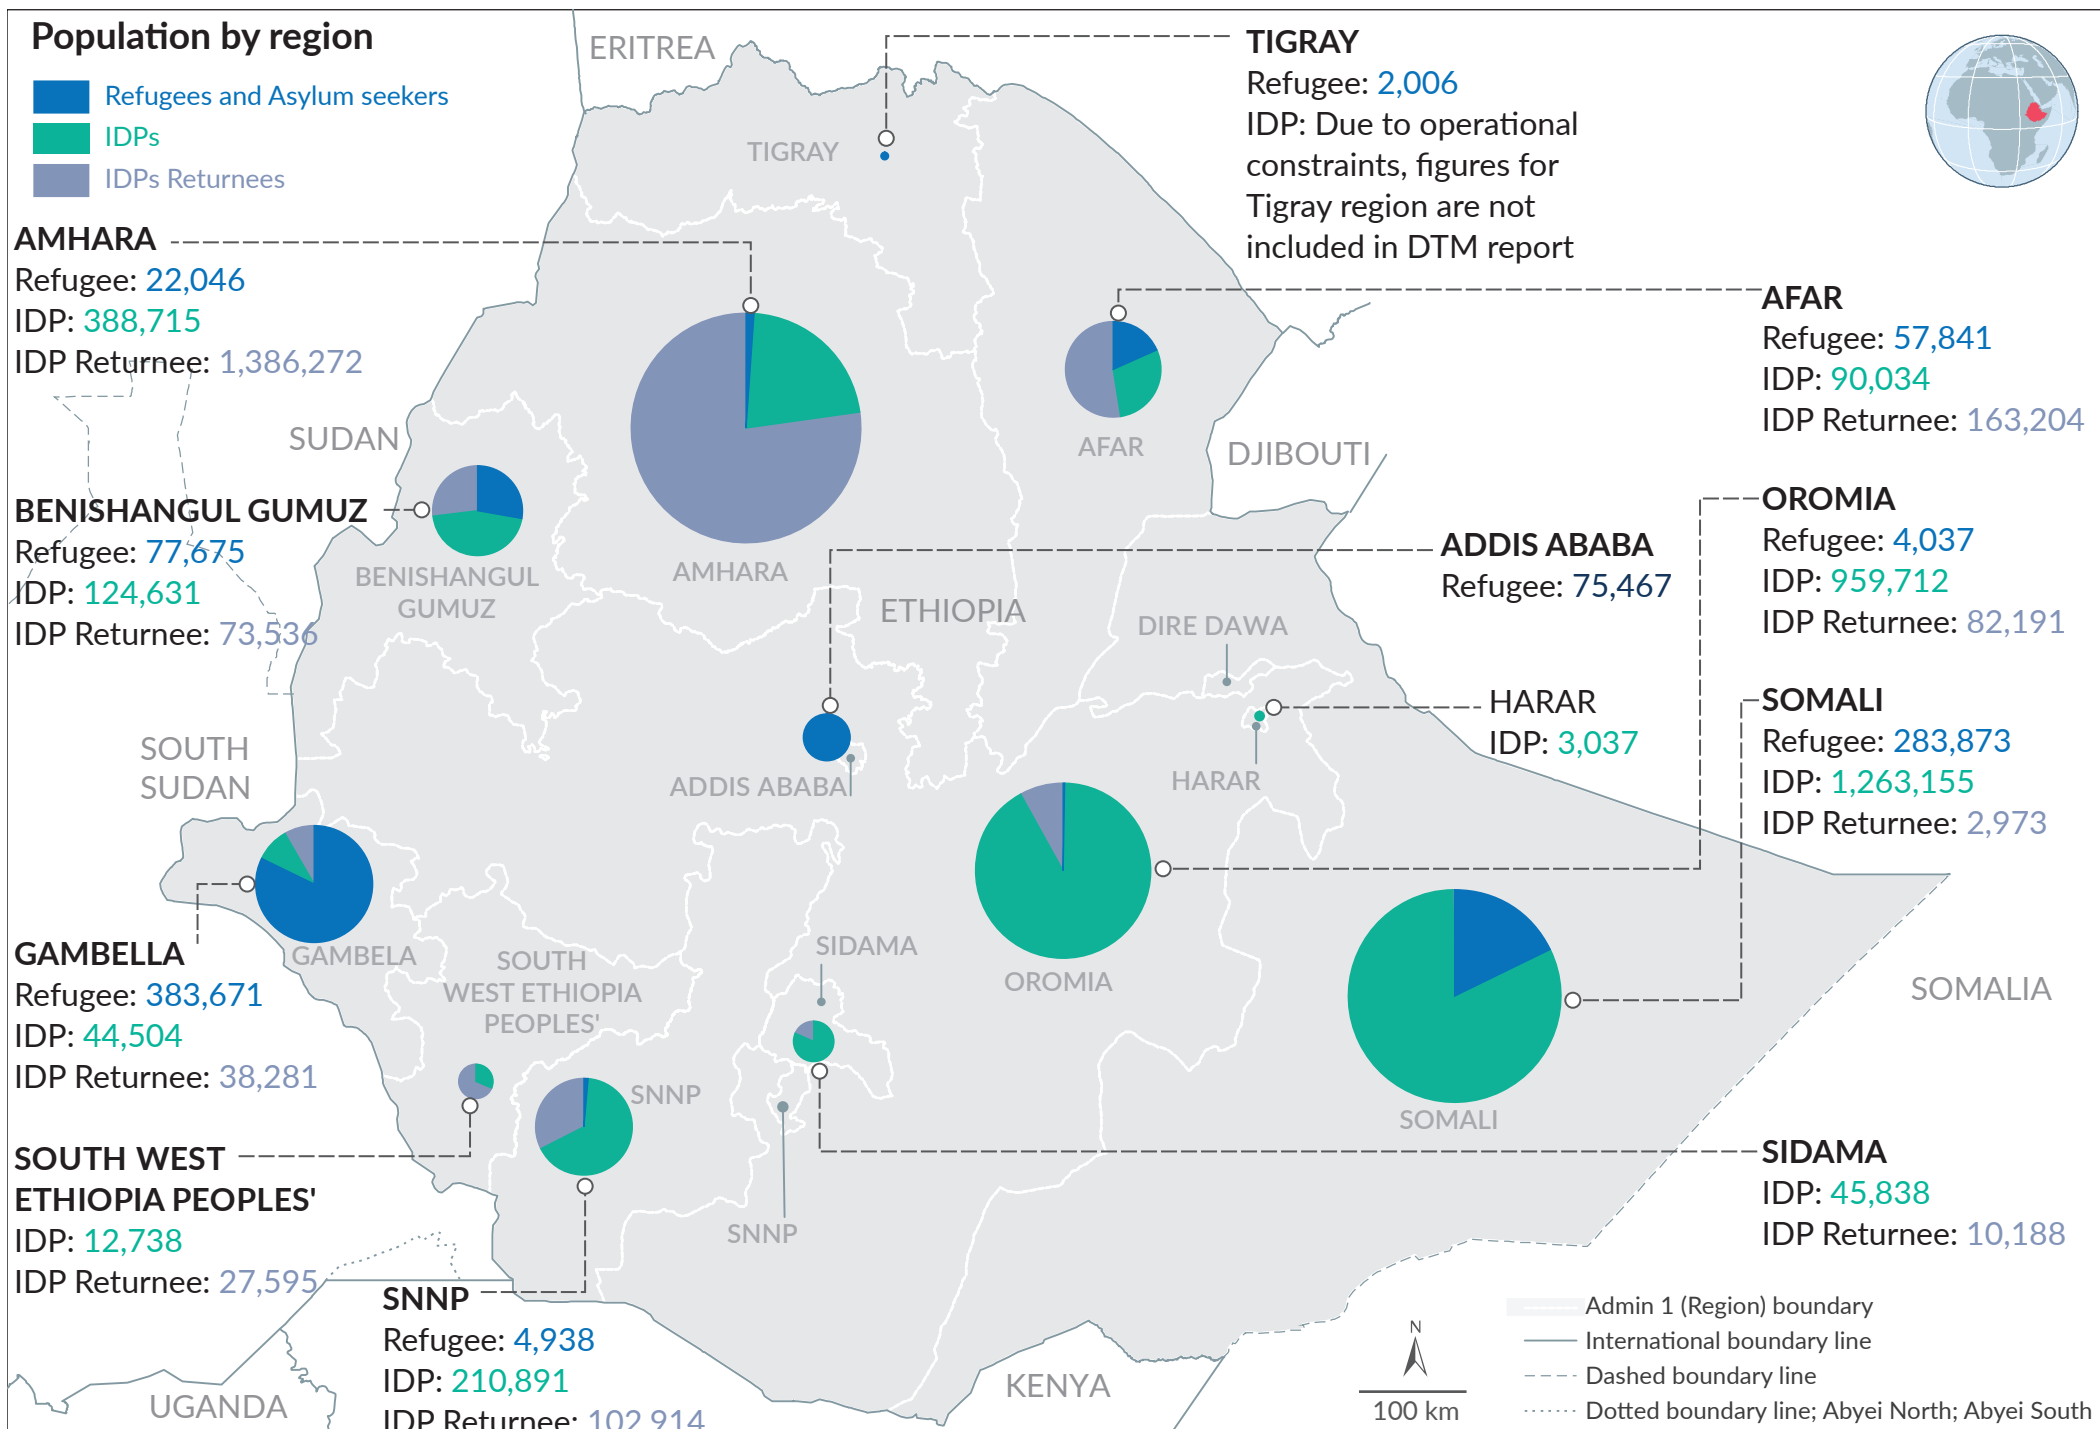 Population by region
Refugees and Asylum seekers
IDPs
IDPs Returnees
ERITREA
TIGRAY
Refugee: 2,006
IDP: Due to operational
constraints, figures for
Tigray region are not
included in DTM report
TIGRAY
AMHARA
Refugee: 22,046
IDP: 388,715
IDP Returnee: 1,386,272
AFAR
Refugee: 57,841
IDP: 90,034
IDP Returnee: 163,204
SUDAN
AFAR
DJIBOUTI
BENISHANGUL GUMUZ
Refugee: 77,675
IDP: 124,631
IDP Returnee: 73,536
BENISHANGUL
GUMUZ
AMHARA
ETHIOPIA
ADDIS ABABA
Refugee: 75,467
OROMIA
Refugee: 4,037
IDP: 959,712
IDP Returnee: 82,191
DIRE DAWA
HARAR
IDP: 3,037
SOMALI
Refugee: 283,873
IDP: 1,263,155
IDP Returnee: 2,973
SOUTH
SUDAN
ADDIS ABABA
HARAR
GAMBELLA
Refugee: 383,671
IDP: 44,504
IDP Returnee: 38,281
GAMBELA
SOUTH
WEST ETHIOPIA
PEOPLES'
SIDAMA
OROMIA
SOMALIA
SNNP
SOMALI
SOUTH WEST
ETHIOPIA PEOPLES'
IDP: 12,738
IDP Returnee: 27,595
SIDAMA
IDP: 45,838
IDP Returnee: 10,188
SNNP
SNNP
Refugee: 4,938
IDP: 210,891
IDP Returnee: 102,914
UGANDA
KENYA
N
100 km
Admin 1 (Region) boundary
International boundary line
Dashed boundary line
Dotted boundary line; Abyei North; Abyei South